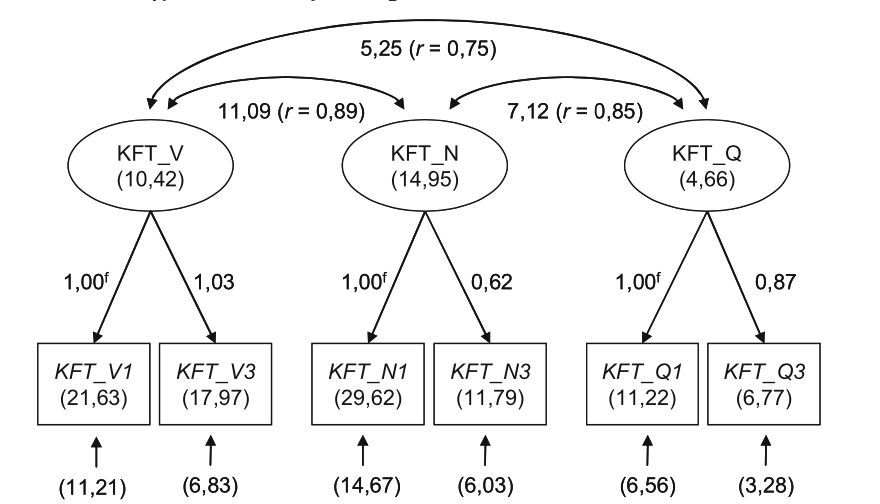 5,25 (r = 0,75)
11,09 (r = 0,89)
7,12 (r = 0,85)
KFT_V
(10,42)
KFT_N
(14,95)
KFT_Q
(4,66)
1,00f
1,03
1,00f
0,62
1,00f
0,87
KFT_V1
(21,63)
KFT_V3
(17,97)
KFT_N1
(29,62)
KFT_N3
(11,79)
KFT_Q1
(11,22)
KFT_Q3
(6,77)
(11,21)
(6,83)
(14,67)
(6,03)
(6,56)
(3,28)